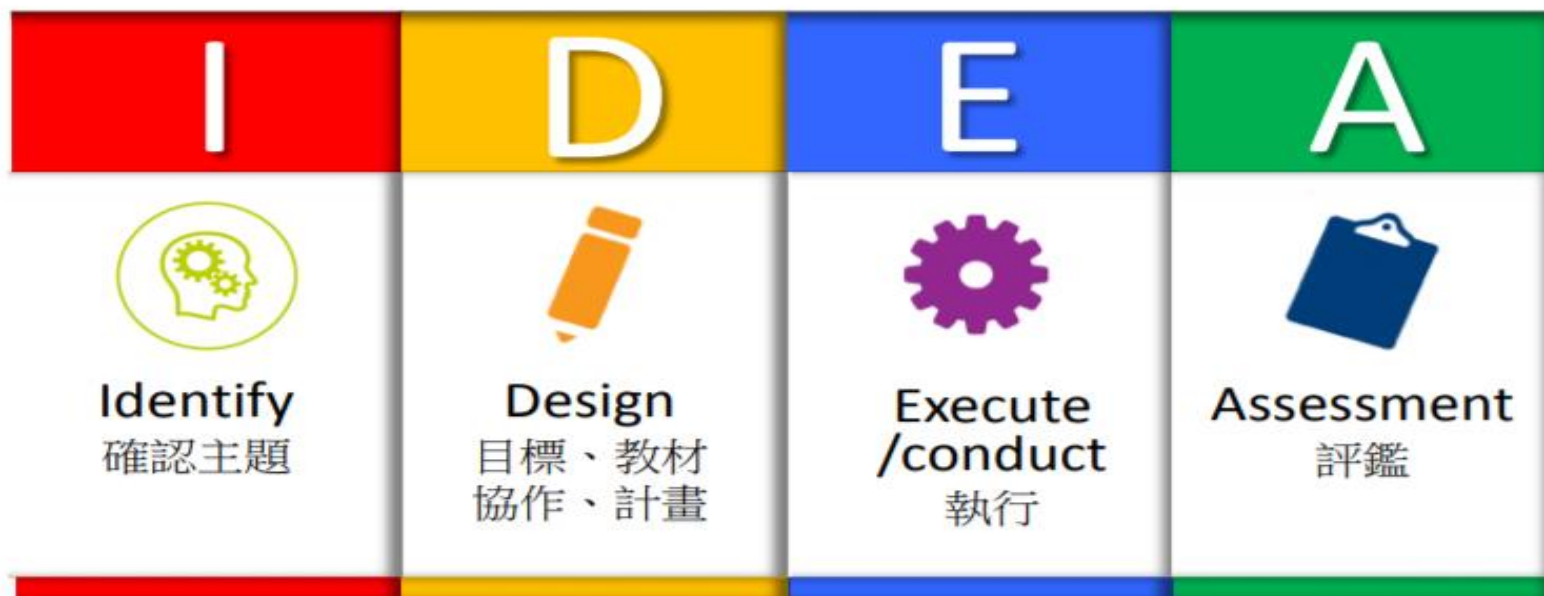 I
D
E
A
Identify
確認主題
Design
目標、教材
協作、計畫
Execute
/conduct
執行
Assessment
評鑑